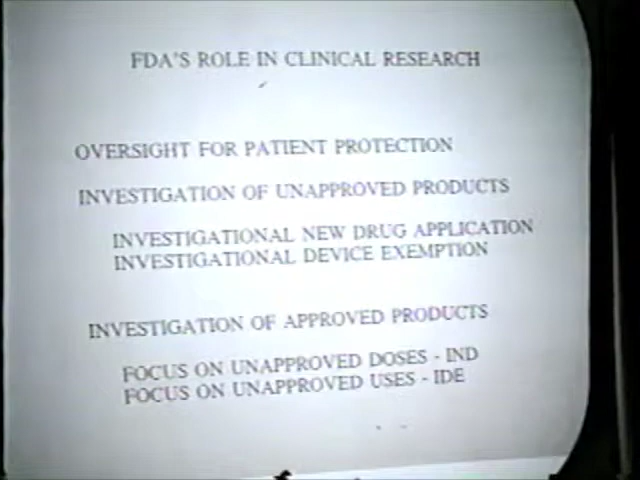 FDA'S ROLE IN CLINICAL RESEARCH
OVERSIGHT FOR PATIENT PROTECTION
INVESTIGATION OF UNAPPROVED PRODUCTS
INVESTIGATIONAL NEW DRUG APPLICATION
INVESTIGATIONAL DEVICE EXEMPTION
INVESTIGATION OF APPROVED PRODUCTS
FOCUS ON UNAPPROVED DOSES - IND
FOCUS ON UNAPPROVED USES - IDE